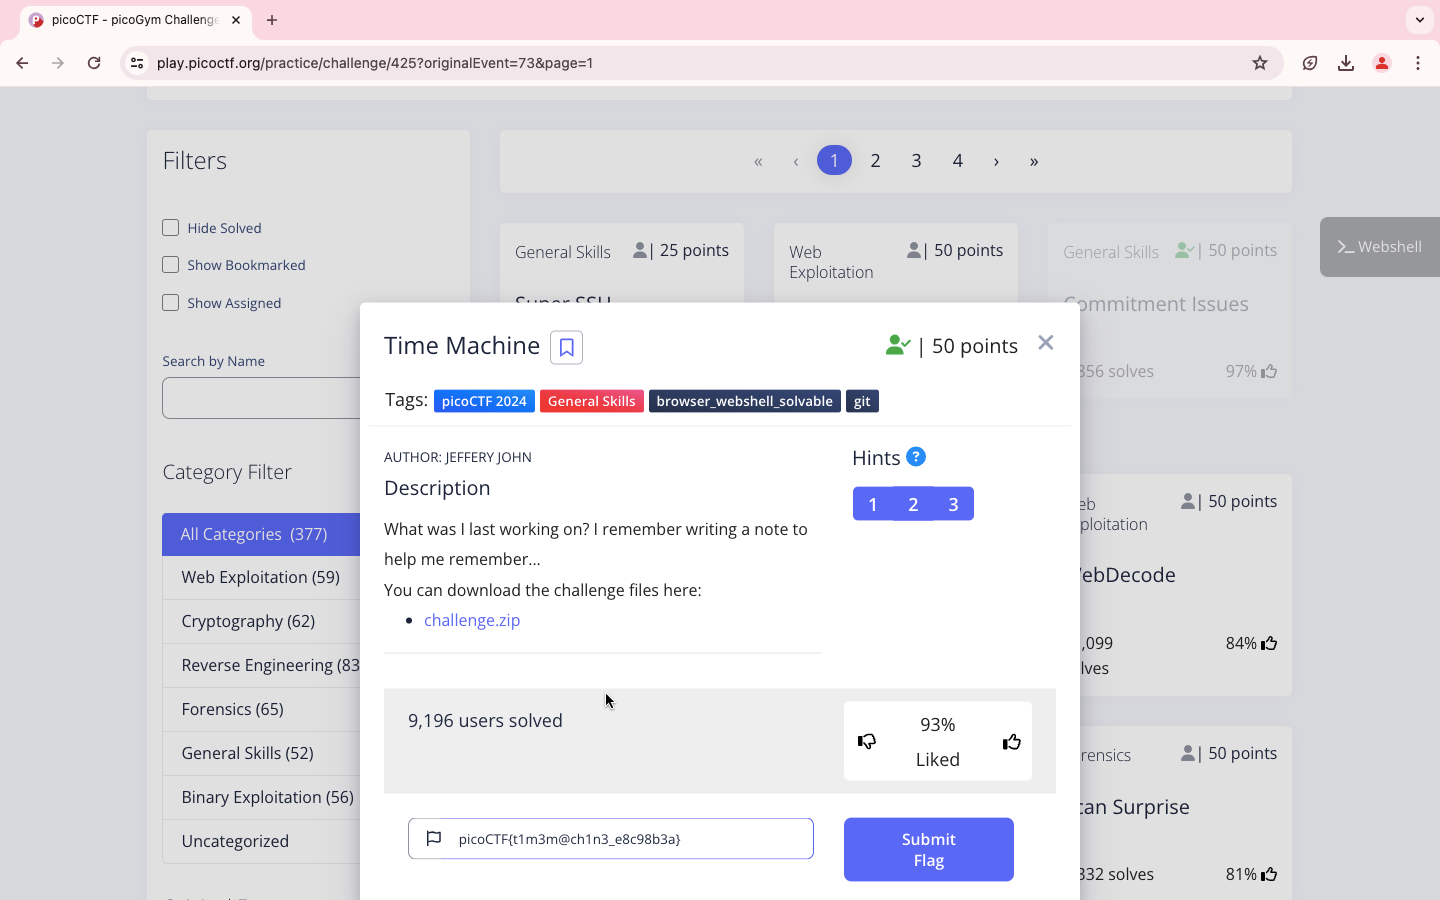 picoCTF - picoGym Challenge
play.picoctf.org/practice/challenge/425?originalEvent=73&page=1
Filters
Hide Solved
Show Bookmarked
Show Assigned
Search by Name
Category Filter
All Categories (377)
Web Exploitation (59)
Cryptography (62)
Reverse Engineering (83
Forensics (65)
General Skills (52)
Binary Exploitation (56)
Uncategorized
« ‹ 1 2 3 4 › »
General Skills | 25 points
Super SSH
Web Exploitation | 50 points
General Skills | 50 points
Commitment Issues
856 solves 97%
Webshell
Time Machine | 50 points
Tags: picoCTF 2024 General Skills browser_webshell_solvable git
AUTHOR: JEFFERY JOHN
Description
What was I last working on? I remember writing a note to
help me remember...
You can download the challenge files here:
• challenge.zip
Hints ?
1 2 3
9,196 users solved
93%
Liked
picoCTF{t1m3m@ch1n3_e8c98b3a}
Submit
Flag
eb
ploitation | 50 points
ebDecode
,099
lves 84%
rensics | 50 points
can Surprise
332 solves 81%